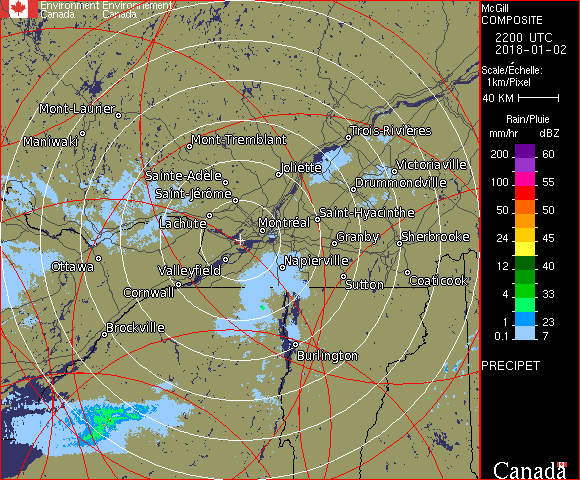 Environment Environnement
Canada Canada
McGill
COMPOSITE
2200 UTC
2018-01-02
Scale/Échelle:
1km/Pixel
40 KM
Rain/Pluie
mm/hr dBZ
200 60
100 55
50 50
24 45
12 40
4 33
1 23
0.1 7
PRECIPET
Canada
Mont-Laurier
Maniwaki
Mont-Tremblant
Trois-Rivières
Joliette
Victoriaville
Sainte-Adèle
Drummondville
Saint-Jérôme
Lachute
Saint-Hyacinthe
Montréal
Granby
Sherbrooke
Ottawa
Valleyfield
Napierville
Cornwall
Sutton
Coaticook
Brockville
Burlington